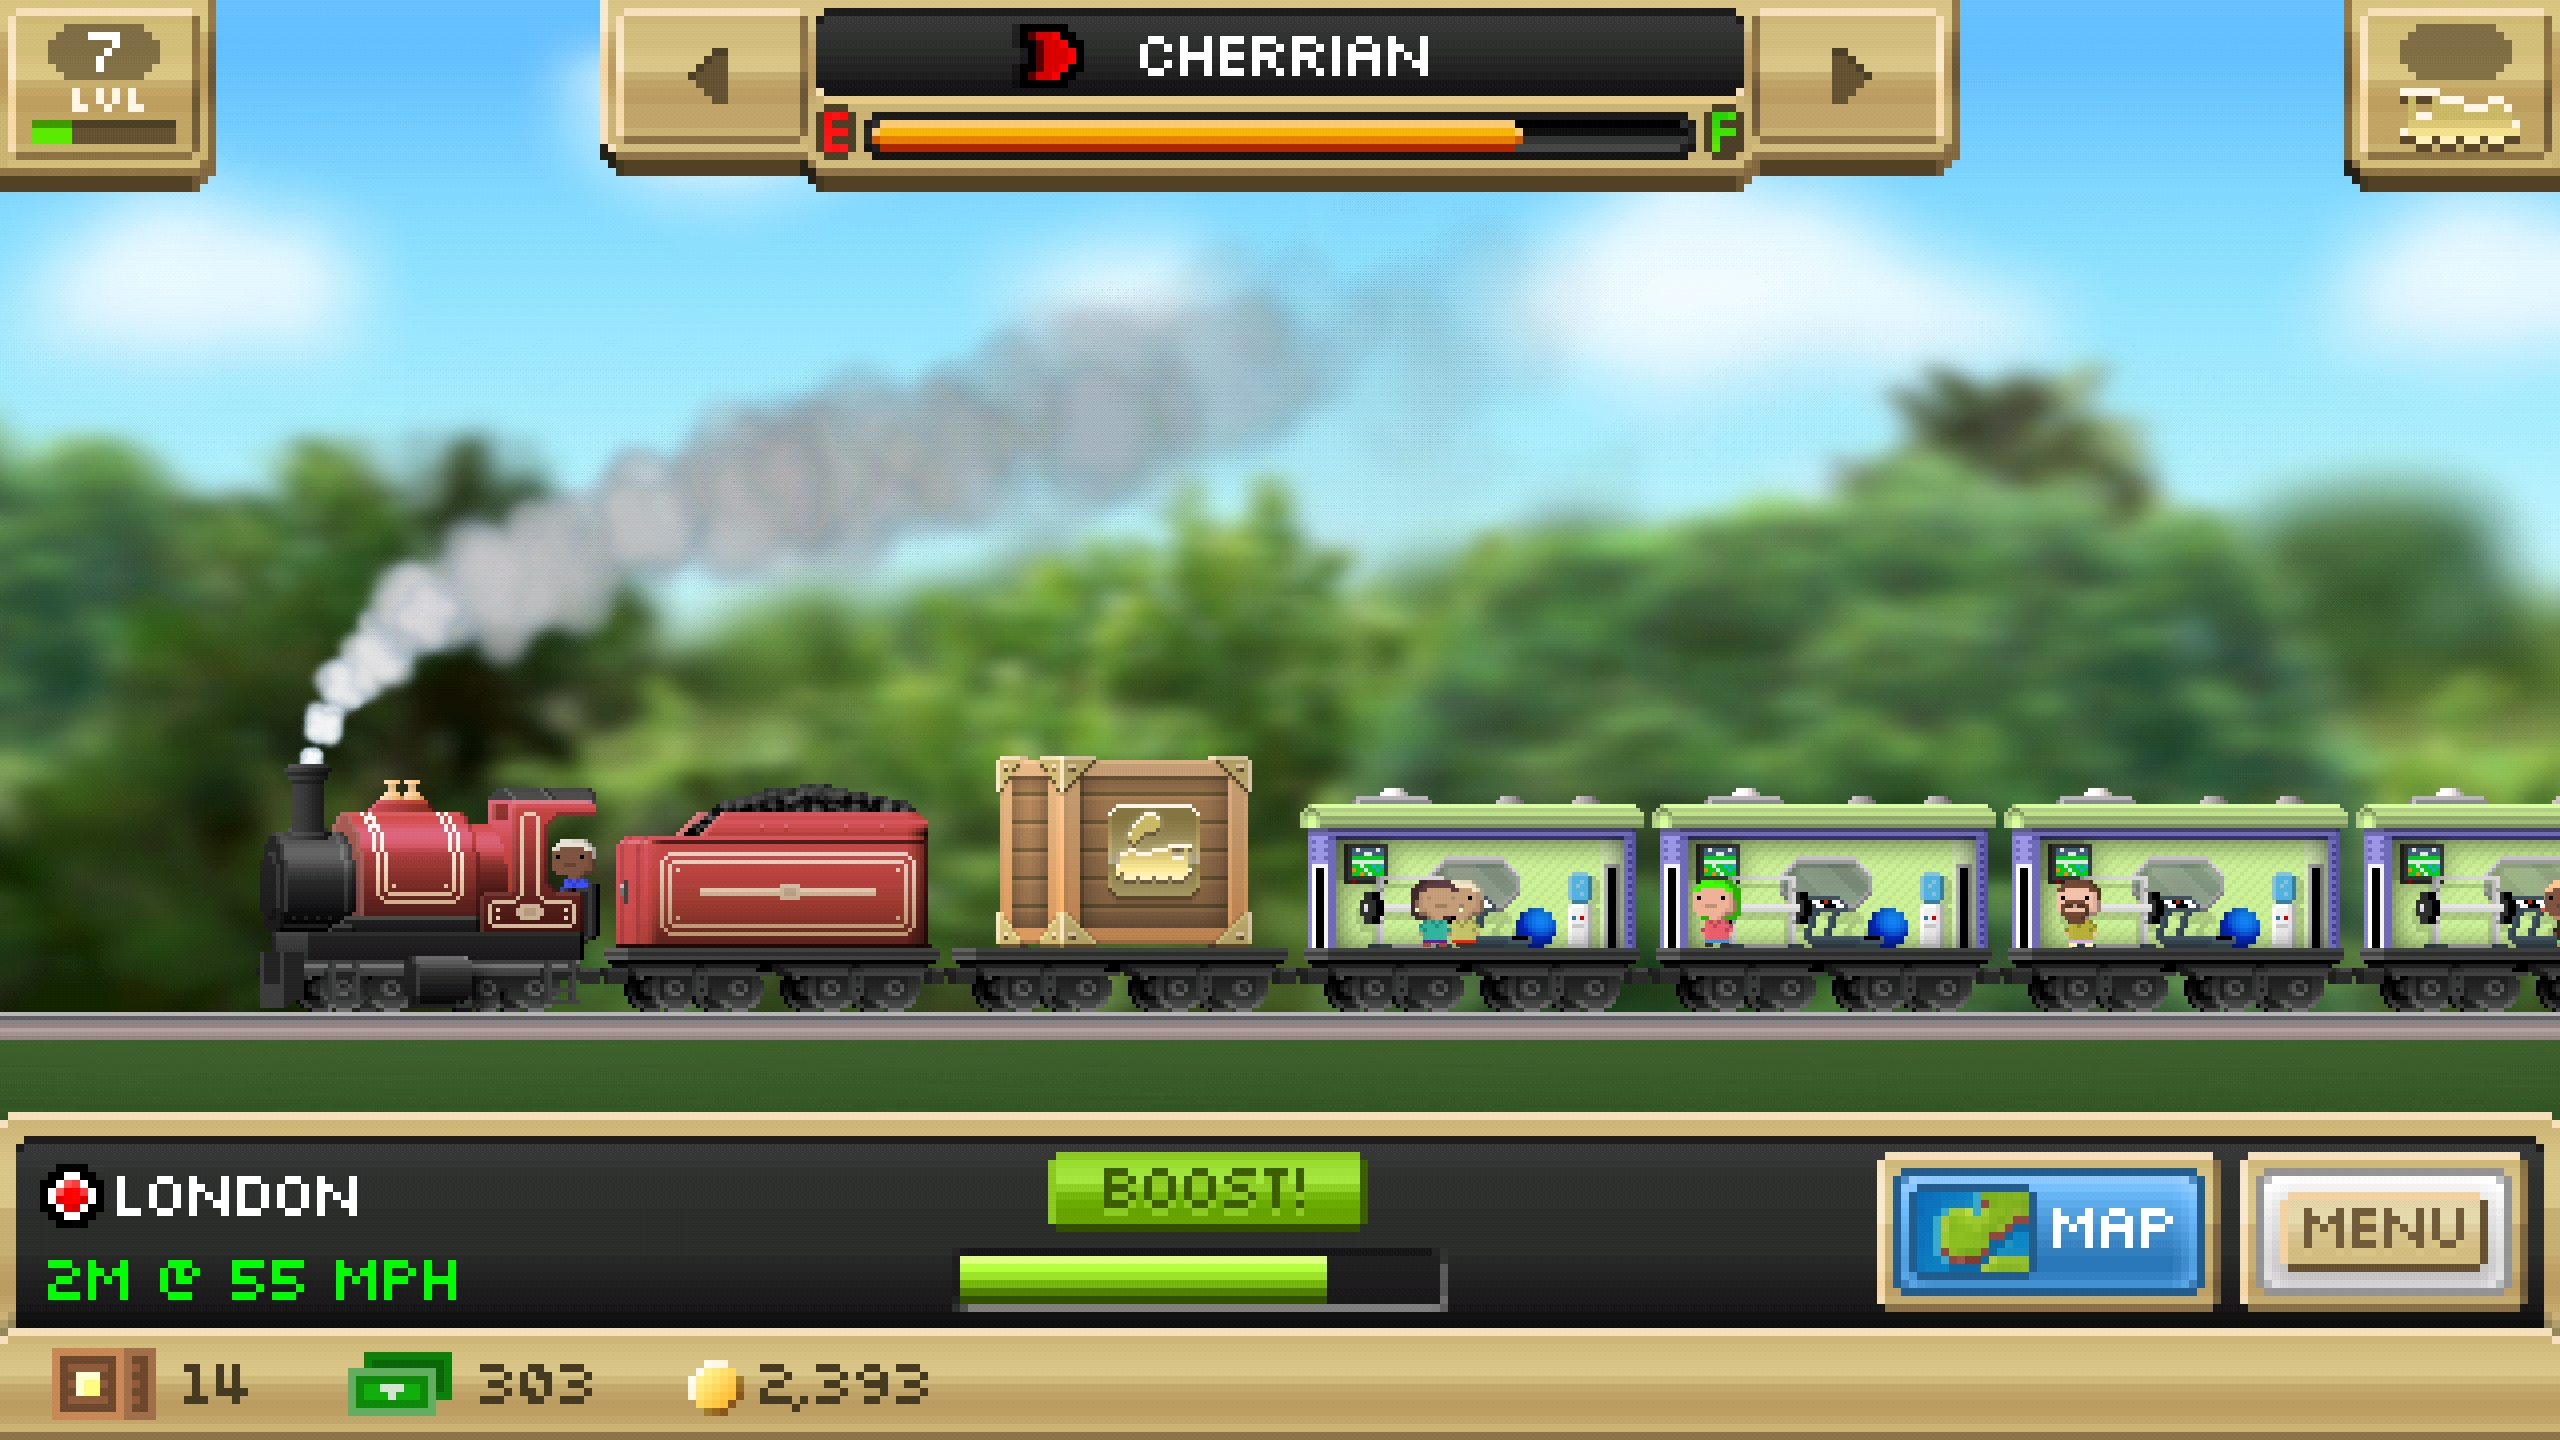 7
LVL
CHERRIAN
E F
LONDON
2M @ 55 MPH
BOOST!
MAP
MENU
14
303
2,393